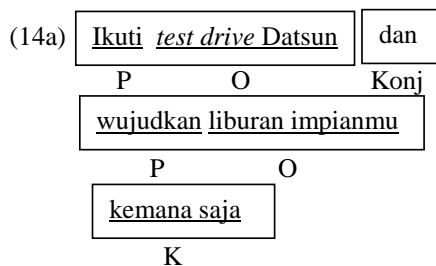 (14a) Ikuti test drive Datsun dan
P O Konj
wujudkan liburan impianmu
P O
kemana saja
K